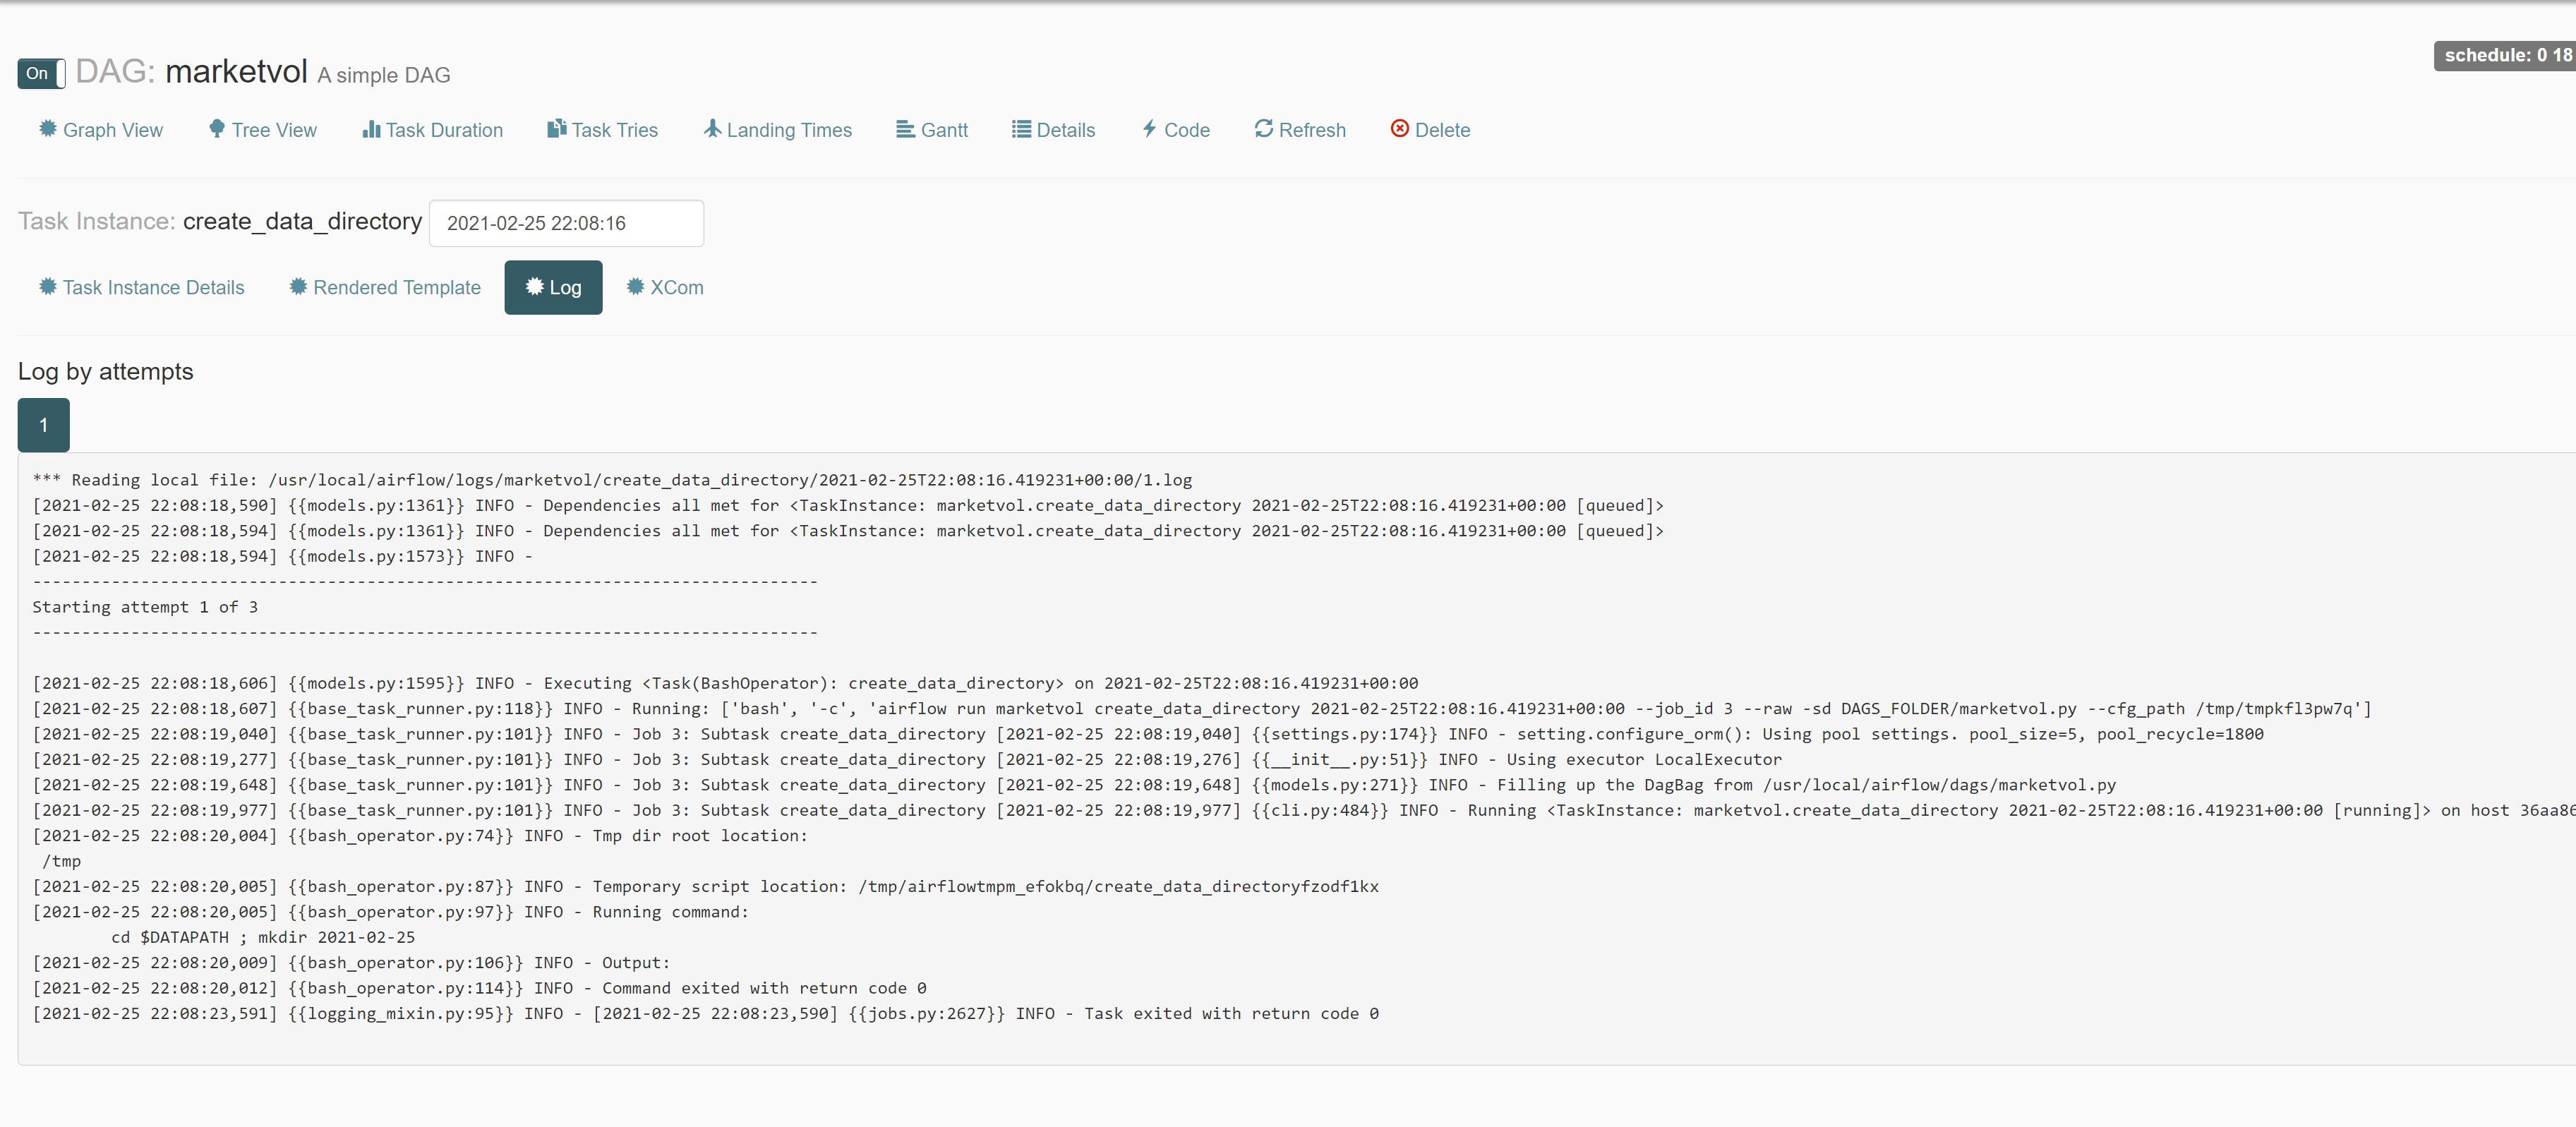 On DAG: marketvol A simple DAG schedule: 0 18
Graph View Tree View Task Duration Task Tries Landing Times Gantt Details Code Refresh Delete
Task Instance: create_data_directory 2021-02-25 22:08:16
Task Instance Details Rendered Template Log XCom
Log by attempts
1
*** Reading local file: /usr/local/airflow/logs/marketvol/create_data_directory/2021-02-25T22:08:16.419231+00:00/1.log
[2021-02-25 22:08:18,590] {{models.py:1361}} INFO - Dependencies all met for <TaskInstance: marketvol.create_data_directory 2021-02-25T22:08:16.419231+00:00 [queued]>
[2021-02-25 22:08:18,594] {{models.py:1361}} INFO - Dependencies all met for <TaskInstance: marketvol.create_data_directory 2021-02-25T22:08:16.419231+00:00 [queued]>
[2021-02-25 22:08:18,594] {{models.py:1573}} INFO -
--------------------------------------------------------------------------------
Starting attempt 1 of 3
--------------------------------------------------------------------------------
[2021-02-25 22:08:18,606] {{models.py:1595}} INFO - Executing <Task(BashOperator): create_data_directory> on 2021-02-25T22:08:16.419231+00:00
[2021-02-25 22:08:18,607] {{base_task_runner.py:118}} INFO - Running: ['bash', '-c', 'airflow run marketvol create_data_directory 2021-02-25T22:08:16.419231+00:00 --job_id 3 --raw -sd DAGS_FOLDER/marketvol.py --cfg_path /tmp/tmpkfl3pw7q']
[2021-02-25 22:08:19,040] {{base_task_runner.py:101}} INFO - Job 3: Subtask create_data_directory [2021-02-25 22:08:19,040] {{settings.py:174}} INFO - setting.configure_orm(): Using pool settings. pool_size=5, pool_recycle=1800
[2021-02-25 22:08:19,277] {{base_task_runner.py:101}} INFO - Job 3: Subtask create_data_directory [2021-02-25 22:08:19,276] {{__init__.py:51}} INFO - Using executor LocalExecutor
[2021-02-25 22:08:19,648] {{base_task_runner.py:101}} INFO - Job 3: Subtask create_data_directory [2021-02-25 22:08:19,648] {{models.py:271}} INFO - Filling up the DagBag from /usr/local/airflow/dags/marketvol.py
[2021-02-25 22:08:19,977] {{base_task_runner.py:101}} INFO - Job 3: Subtask create_data_directory [2021-02-25 22:08:19,977] {{cli.py:484}} INFO - Running <TaskInstance: marketvol.create_data_directory 2021-02-25T22:08:16.419231+00:00 [running]> on host 36aa86
[2021-02-25 22:08:20,004] {{bash_operator.py:74}} INFO - Tmp dir root location:
/tmp
[2021-02-25 22:08:20,005] {{bash_operator.py:87}} INFO - Temporary script location: /tmp/airflowtmpm_efokbq/create_data_directoryfzodf1kx
[2021-02-25 22:08:20,005] {{bash_operator.py:97}} INFO - Running command:
cd $DATAPATH ; mkdir 2021-02-25
[2021-02-25 22:08:20,009] {{bash_operator.py:106}} INFO - Output:
[2021-02-25 22:08:20,012] {{bash_operator.py:114}} INFO - Command exited with return code 0
[2021-02-25 22:08:23,591] {{logging_mixin.py:95}} INFO - [2021-02-25 22:08:23,590] {{jobs.py:2627}} INFO - Task exited with return code 0